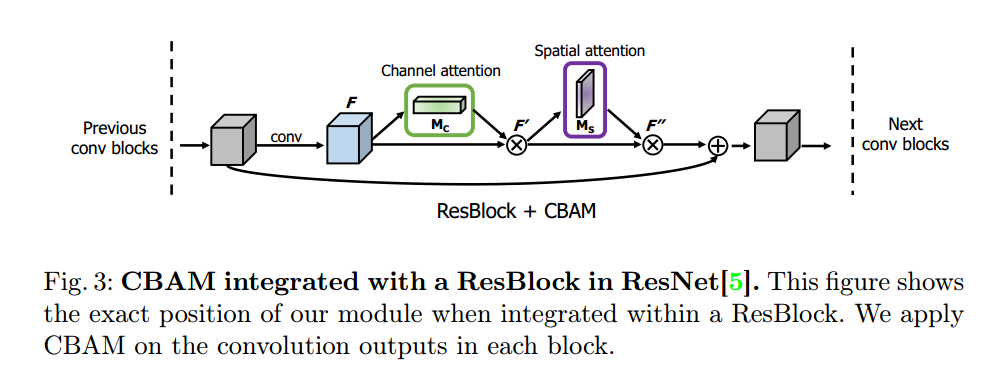 Spatial attention
Channel attention
F
M_C
F′
M_S
F″
Previous
conv blocks
conv
Next
conv blocks
ResBlock + CBAM
Fig. 3: CBAM integrated with a ResBlock in ResNet[5]. This figure shows
the exact position of our module when integrated within a ResBlock. We apply
CBAM on the convolution outputs in each block.